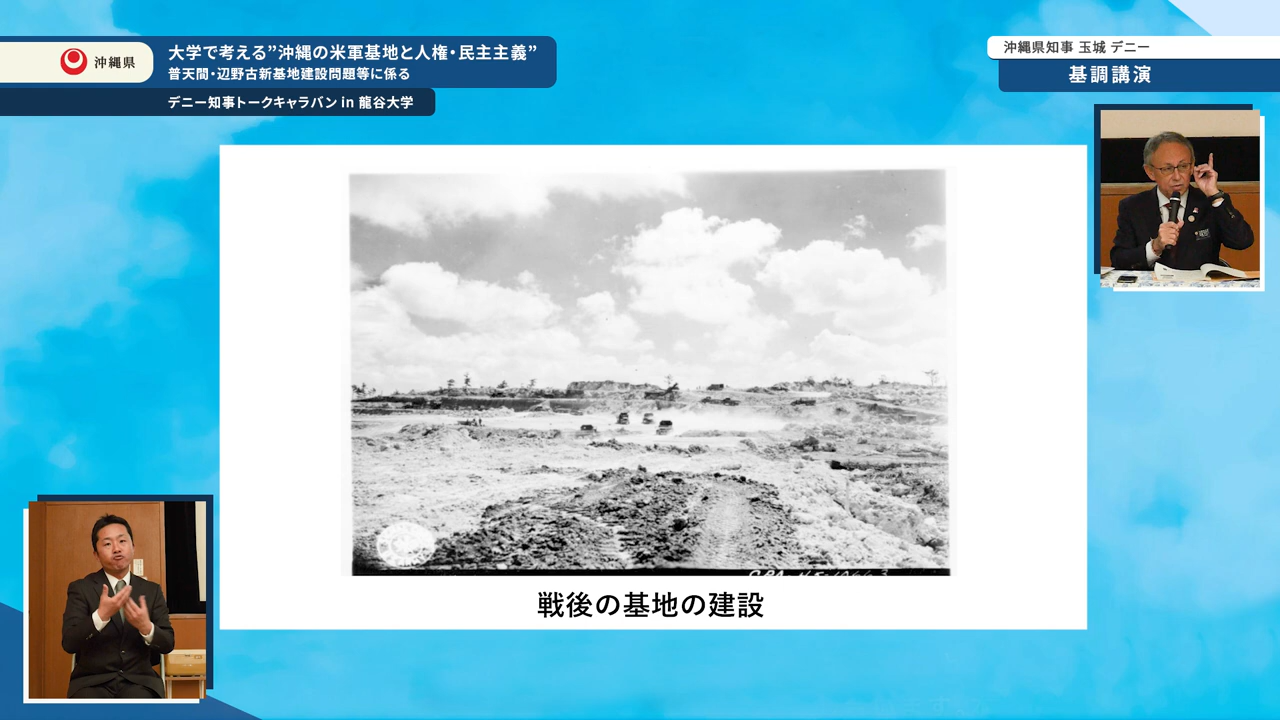 沖縄県
大学で考える”沖縄の米軍基地と人権・民主主義”
普天間・辺野古新基地建設問題等に係る
デニー知事トークキャラバン in 龍谷大学
沖縄県知事 玉城 デニー
基調講演
戦後の基地の建設